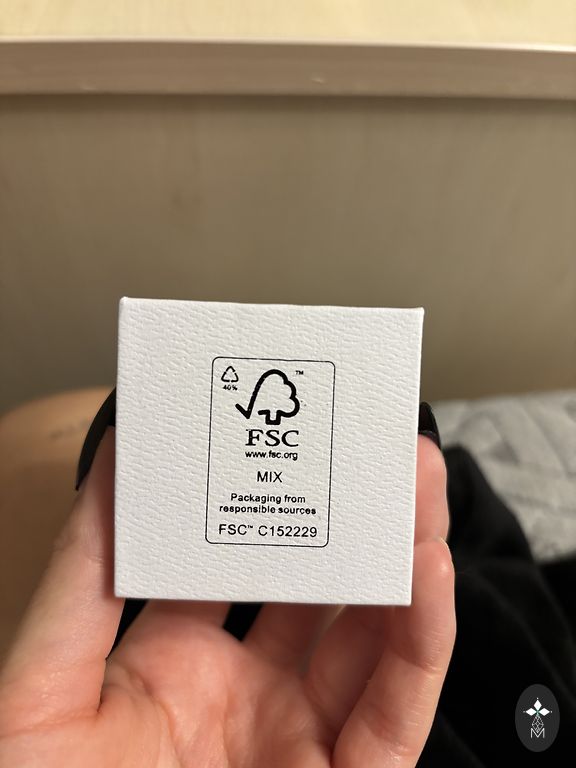 40%
™
FSC
www.fsc.org
MIX
Packaging from
responsible sources
FSC™ C152229
M